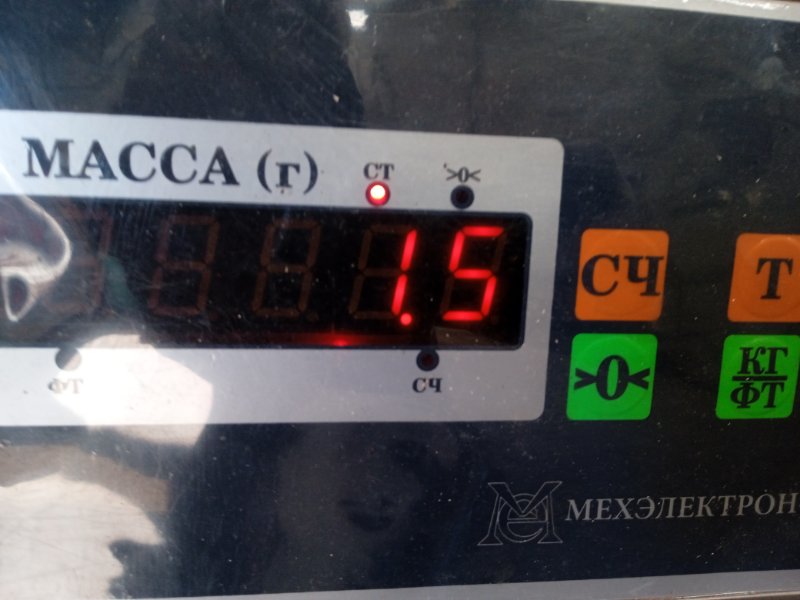 МАССА (г)
СТ
>0<
1.5
ФТ
СЧ
СЧ
Т
>0<
КГ
ФТ
МЕХЭЛЕКТРОН